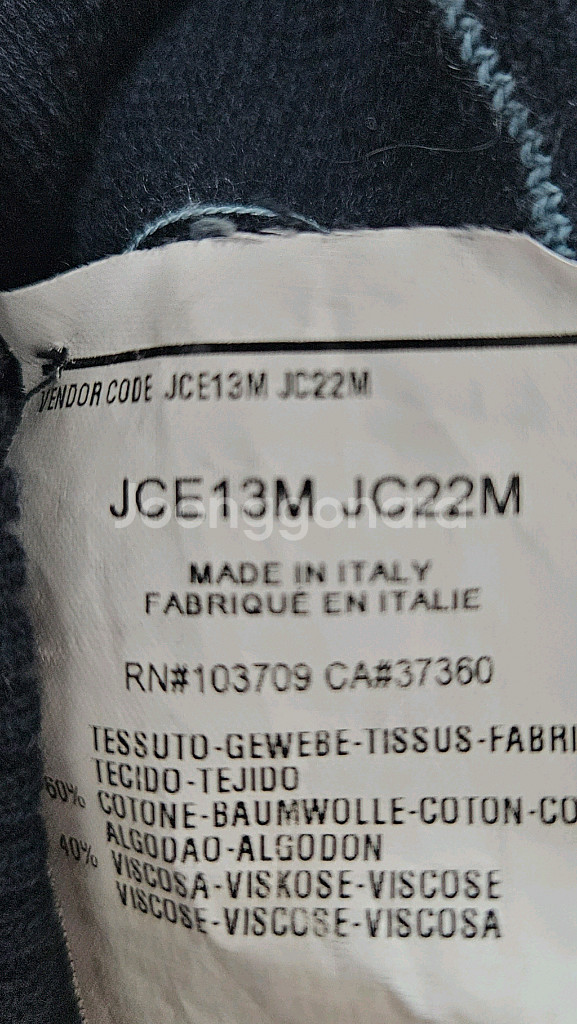 VENDOR CODE JCE13M JC22M
JCE13M JC22M
Joonggonara
MADE IN ITALY
FABRIQUÉ EN ITALIE
RN#103709 CA#37360
TESSUTO-GEWEBE-TISSUS-FABRI
TECIDO-TEJIDO
60% COTONE-BAUMWOLLE-COTON-CO
ALGODAO-ALGODON
40% VISCOSA-VISKOSE-VISCOSE
VISCOSE-VISCOSE-VISCOSA